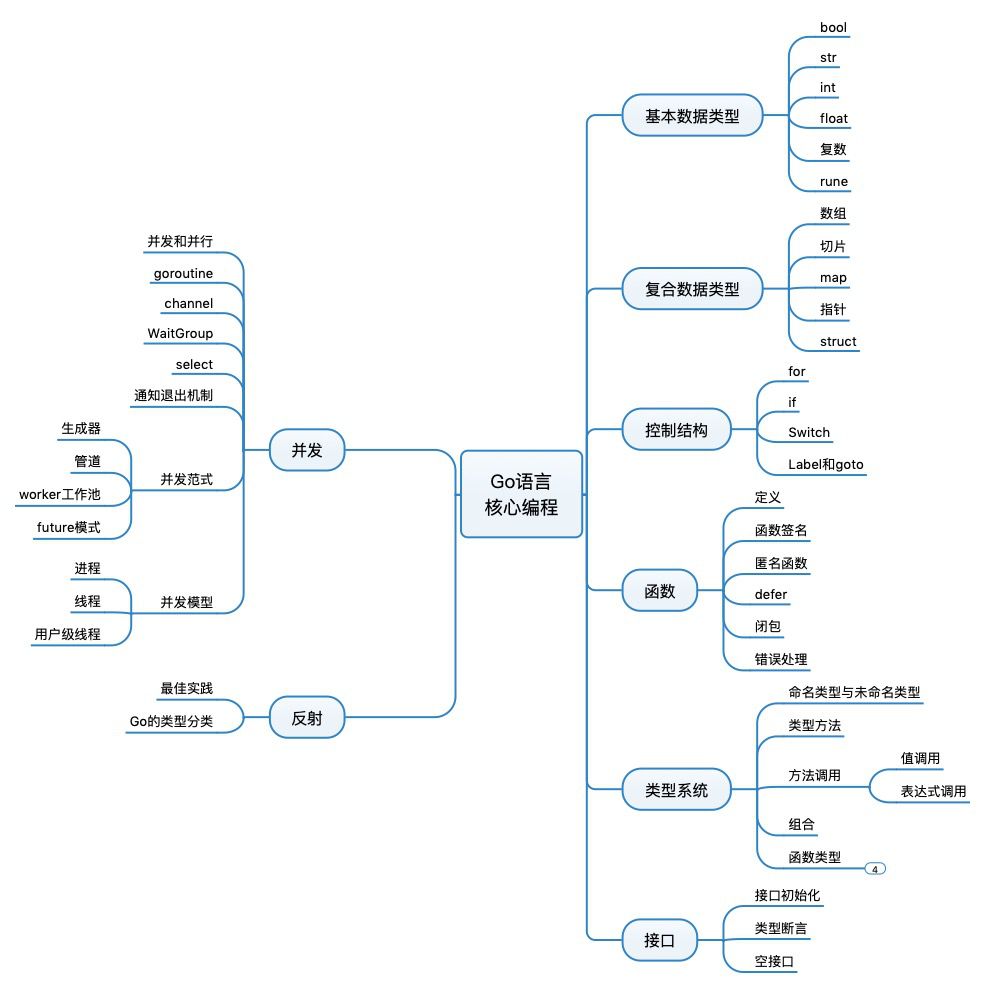 Go语言
核心编程
基本数据类型
bool
str
int
float
复数
rune
复合数据类型
数组
切片
map
指针
struct
控制结构
for
if
Switch
Label和goto
函数
定义
函数签名
匿名函数
defer
闭包
错误处理
类型系统
命名类型与未命名类型
类型方法
方法调用
值调用
表达式调用
组合
函数类型
4
接口
接口初始化
类型断言
空接口
并发
并发和并行
goroutine
channel
WaitGroup
select
通知退出机制
并发范式
生成器
管道
worker工作池
future模式
并发模型
进程
线程
用户级线程
反射
最佳实践
Go的类型分类